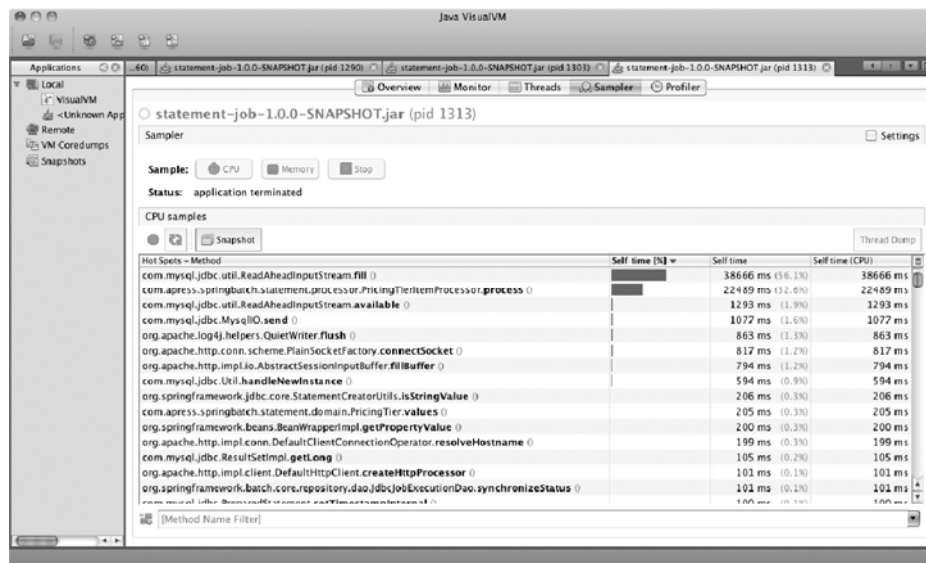 Java VisualVM
Applications
...60)
statement-job-1.0.0-SNAPSHOT.jar (pid 1290)
statement-job-1.0.0-SNAPSHOT.jar (pid 1303)
statement-job-1.0.0-SNAPSHOT.jar (pid 1313)
Local
VisualVM
<Unknown App
Remote
VM Coredumps
Snapshots
Overview Monitor Threads Sampler Profiler
statement-job-1.0.0-SNAPSHOT.jar (pid 1313)
Sampler Settings
Sample: CPU Memory Stop
Status: application terminated
CPU samples
Snapshot Thread Dump
Hot Spots – Method Self time [%] Self time Self time (CPU)
com.mysql.jdbc.util.ReadAheadInputStream.fill () 38666 ms (56.1%) 38666 ms
com.apress.springbatch.statement.processor.PricingTierItemProcessor.process () 22489 ms (32.6%) 22489 ms
com.mysql.jdbc.util.ReadAheadInputStream.available () 1293 ms (1.9%) 1293 ms
com.mysql.jdbc.MysqlIO.send () 1077 ms (1.6%) 1077 ms
org.apache.log4j.helpers.QuietWriter.flush () 863 ms (1.3%) 863 ms
org.apache.http.conn.scheme.PlainSocketFactory.connectSocket () 817 ms (1.2%) 817 ms
org.apache.http.impl.io.AbstractSessionInputBuffer.fillBuffer () 794 ms (1.2%) 794 ms
com.mysql.jdbc.Util.handleNewInstance () 594 ms (0.9%) 594 ms
org.springframework.jdbc.core.StatementCreatorUtils.isStringValue () 206 ms (0.3%) 206 ms
com.apress.springbatch.statement.domain.PricingTier.values () 205 ms (0.3%) 205 ms
org.springframework.beans.BeanWrapperImpl.getPropertyValue () 200 ms (0.3%) 200 ms
org.apache.http.impl.conn.DefaultClientConnectionOperator.resolveHostname () 199 ms (0.3%) 199 ms
com.mysql.jdbc.ResultSetImpl.getLong () 105 ms (0.2%) 105 ms
org.apache.http.impl.client.DefaultHttpClient.createHttpProcessor () 101 ms (0.1%) 101 ms
org.springframework.batch.core.repository.dao.JdbcJobExecutionDao.synchronizeStatus () 101 ms (0.1%) 101 ms
com.mysql.jdbc.PreparedStatement.setTimestampInternal () 100 ms (0.1%) 100 ms
[Method Name Filter]